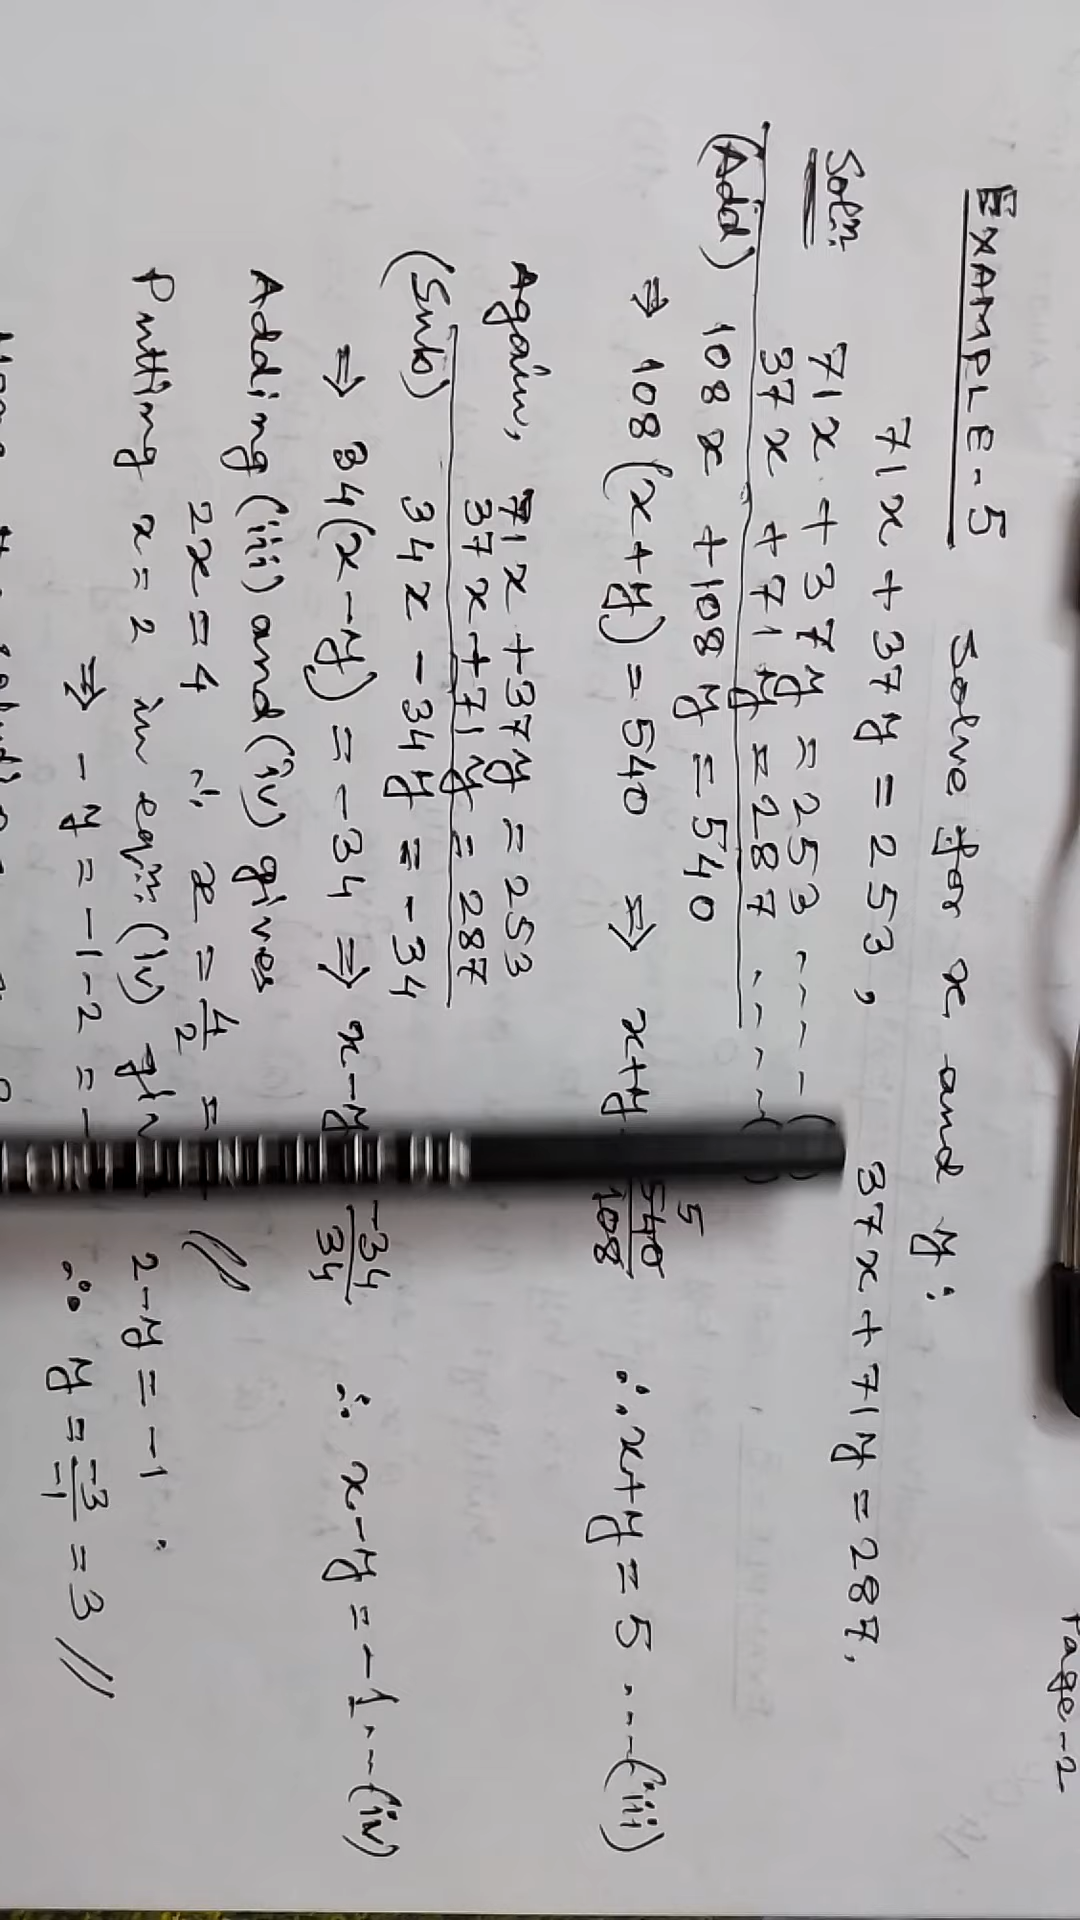 Page-2
EXAMPLE-5 Solve for x and y:
71x + 37y = 253, 37x + 71y = 287.
Soln: 71x + 37y = 253 ---- (
37x + 71y = 287 ---- ( )
(Add) 108x + 108y = 540
⇒ 108(x+y) = 540 ⇒ x+y 540/108 5 ∴ x+y = 5 ---(iii)
Again, 71x + 37y = 253
37x + 71y = 287
(Sub) 34x - 34y = -34
⇒ 34(x-y) = -34 ⇒ x-y -34/34 ∴ x-y = -1 --(iv)
Adding (iii) and (iv) gives
2x = 4 ∴ x = 4/2 = //
Putting x = 2 in eqn: (iv) 2-y = -1
⇒ -y = -1-2 = - ∴ y = -3/-1 = 3 //